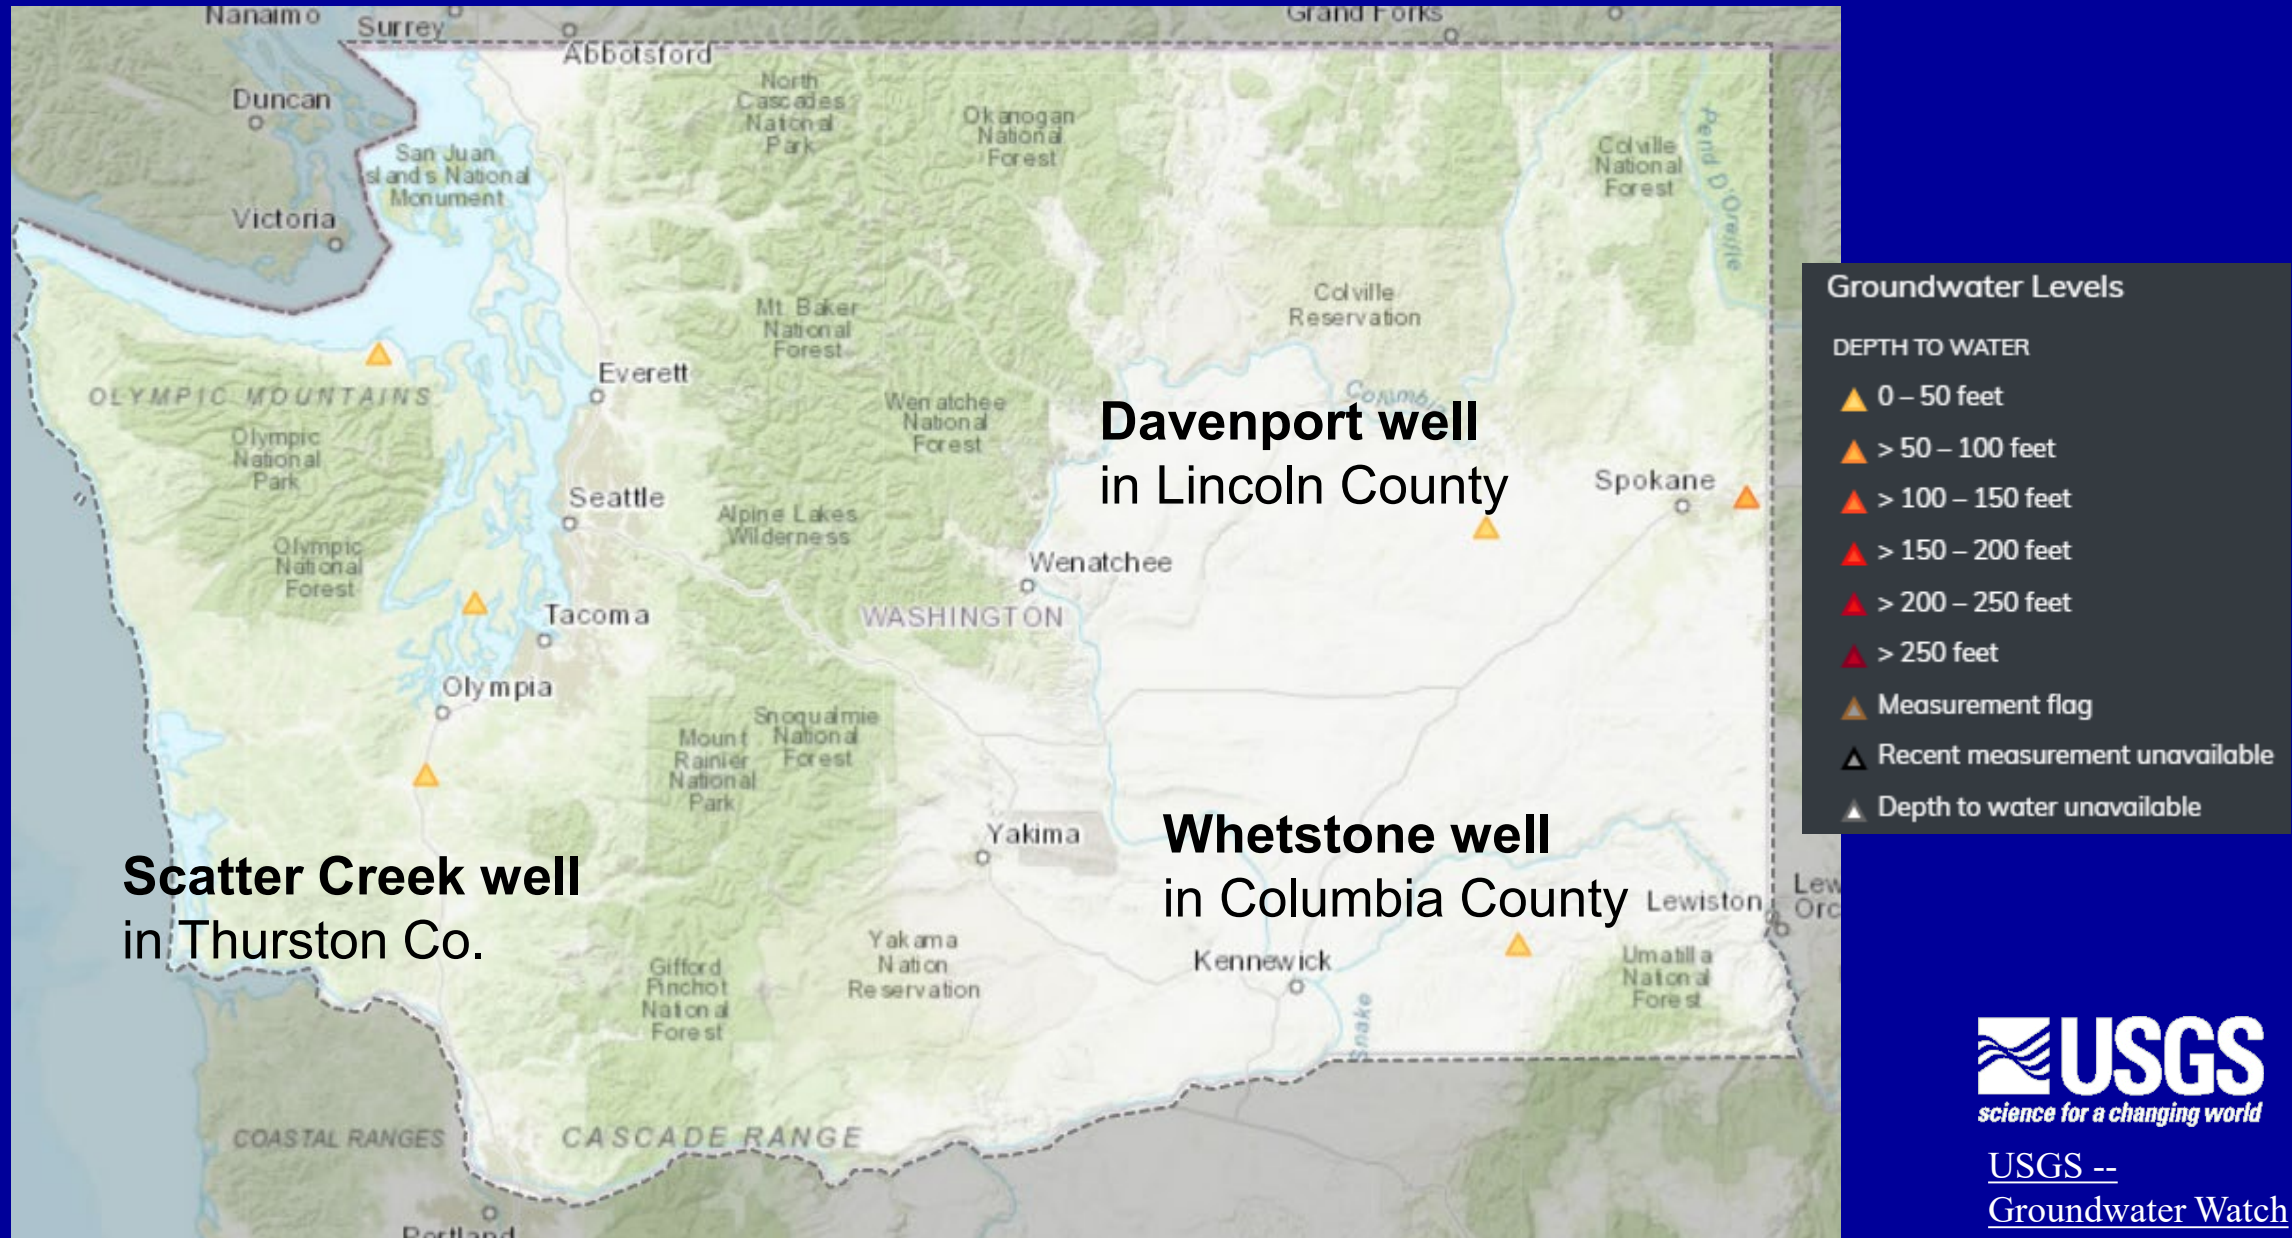 Nanaimo
Surrey
Abbotsford
Grand Forks
Duncan
North
Cascades
National
Park
Okanogan
National
Forest
Colville
National
Forest
Pend D'Oreille
San Juan
Islands National
Monument
Victoria
Colville
Reservation
Mt Baker
National
Forest
Everett
OLYMPIC MOUNTAINS
Olympic
National
Park
Wenatchee
National
Forest
Davenport well
in Lincoln County
Spokane
Seattle
Alpine Lakes
Wilderness
Olympic
National
Forest
Wenatchee
Tacoma
WASHINGTON
Olympia
Snoqualmie
National
Forest
Mount
Rainier
National
Park
Yakima
Whetstone well
in Columbia County
Lewiston
Scatter Creek well
in Thurston Co.
Yakama
Nation
Reservation
Kennewick
Umatilla
National
Forest
Gifford
Pinchot
National
Forest
Snake
COASTAL RANGES
CASCADE RANGE
Portland
Groundwater Levels
DEPTH TO WATER
0 – 50 feet
> 50 – 100 feet
> 100 – 150 feet
> 150 – 200 feet
> 200 – 250 feet
> 250 feet
Measurement flag
Recent measurement unavailable
Depth to water unavailable
USGS
science for a changing world
USGS --
Groundwater Watch